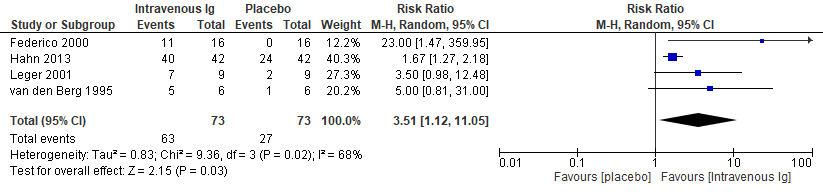 Intravenous Ig Placebo Risk Ratio Risk Ratio
Study or Subgroup Events Total Events Total Weight M-H, Random, 95% CI M-H, Random, 95% CI
Federico 2000 11 16 0 16 12.2% 23.00 [1.47, 359.95]
Hahn 2013 40 42 24 42 40.2% 1.67 [1.27, 2.18]
Leger 2001 7 9 2 9 27.3% 3.50 [0.98, 12.48]
van den Berg 1995 5 6 1 6 20.2% 5.00 [0.81, 31.00]
Total (95% CI) 73 73 100.0% 3.51 [1.12, 11.05]
Total events 63 27
Heterogeneity: Tau² = 0.83; Chi² = 9.36, df = 3 (P = 0.02); I² = 68%
Test for overall effect: Z = 2.15 (P = 0.03)
0.01 0.1 1 10 100
Favours [placebo] Favours [Intravenous Ig]